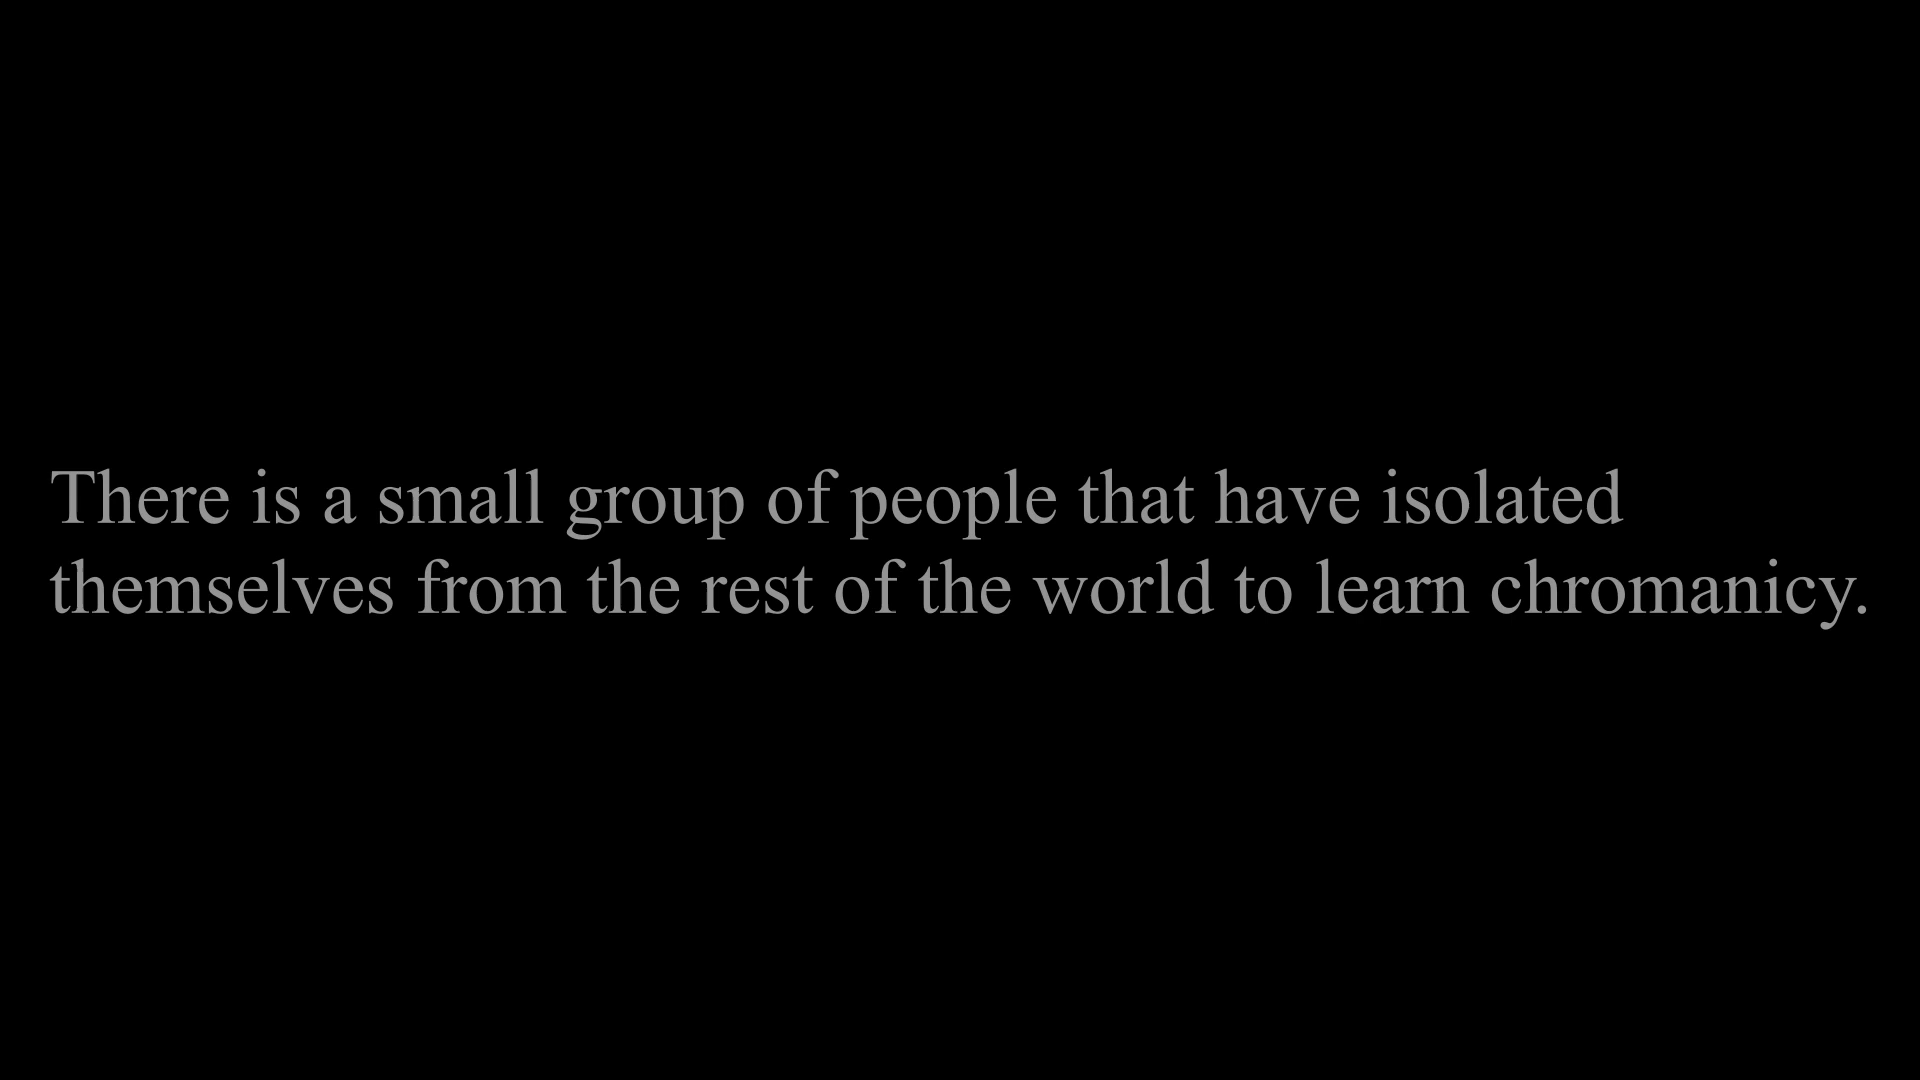 There is a small group of people that have isolated
themselves from the rest of the world to learn chromanicy.